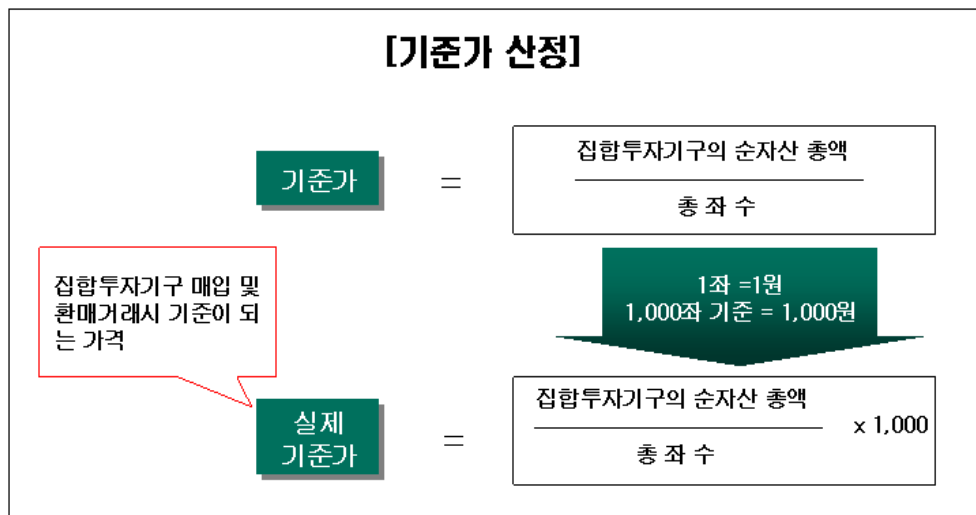 [기준가 산정]
기준가
=
집합투자기구의 순자산 총액
총 좌 수
집합투자기구 매입 및
환매거래시 기준이 되
는 가격
1좌 =1원
1,000좌 기준 = 1,000원
실제
기준가
=
집합투자기구의 순자산 총액
총 좌 수
x 1,000